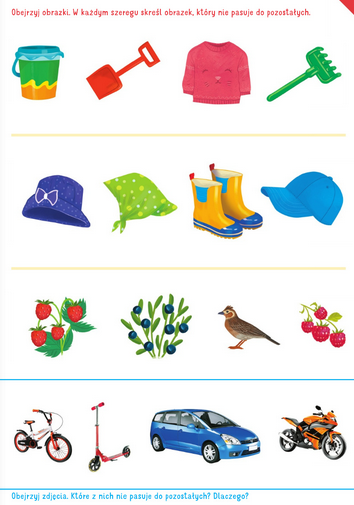 Obejrzyj obrazki. W każdym szeregu skreśl obrazek, który nie pasuje do pozostałych.
Obejrzyj zdjęcia. Które z nich nie pasuje do pozostałych? Dlaczego?